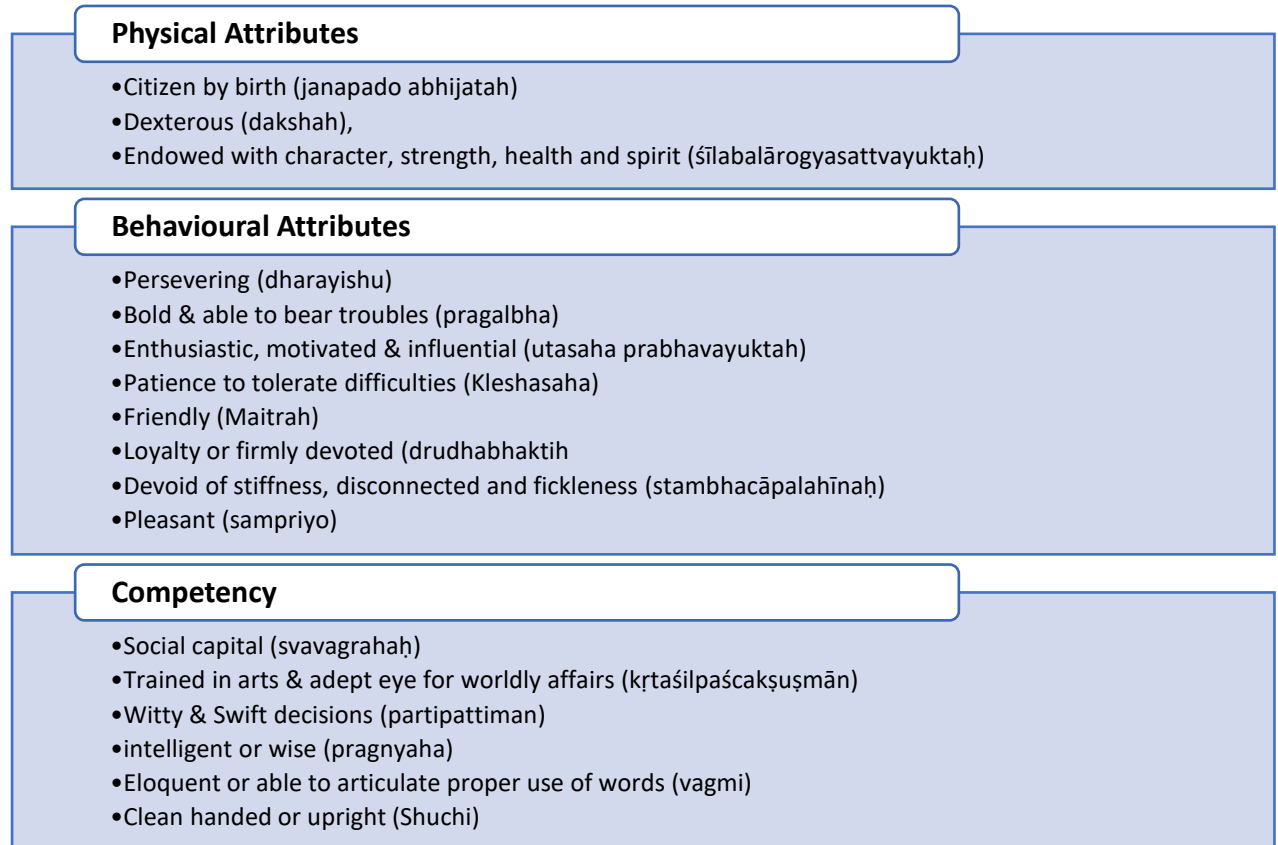 Physical Attributes
•Citizen by birth (janapado abhijatah)
•Dexterous (dakshah),
•Endowed with character, strength, health and spirit (śīlabalārogyasattvayuktaḥ)
Behavioural Attributes
•Persevering (dharayishu)
•Bold & able to bear troubles (pragalbha)
•Enthusiastic, motivated & influential (utasaha prabhavayuktah)
•Patience to tolerate difficulties (Kleshasaha)
•Friendly (Maitrah)
•Loyalty or firmly devoted (drudhabhaktih
•Devoid of stiffness, disconnected and fickleness (stambhacāpalahīnaḥ)
•Pleasant (sampriyo)
Competency
•Social capital (svavagrahaḥ)
•Trained in arts & adept eye for worldly affairs (kṛtaśilpaścakṣuṣmān)
•Witty & Swift decisions (partipattiman)
•intelligent or wise (pragnyaha)
•Eloquent or able to articulate proper use of words (vagmi)
•Clean handed or upright (Shuchi)